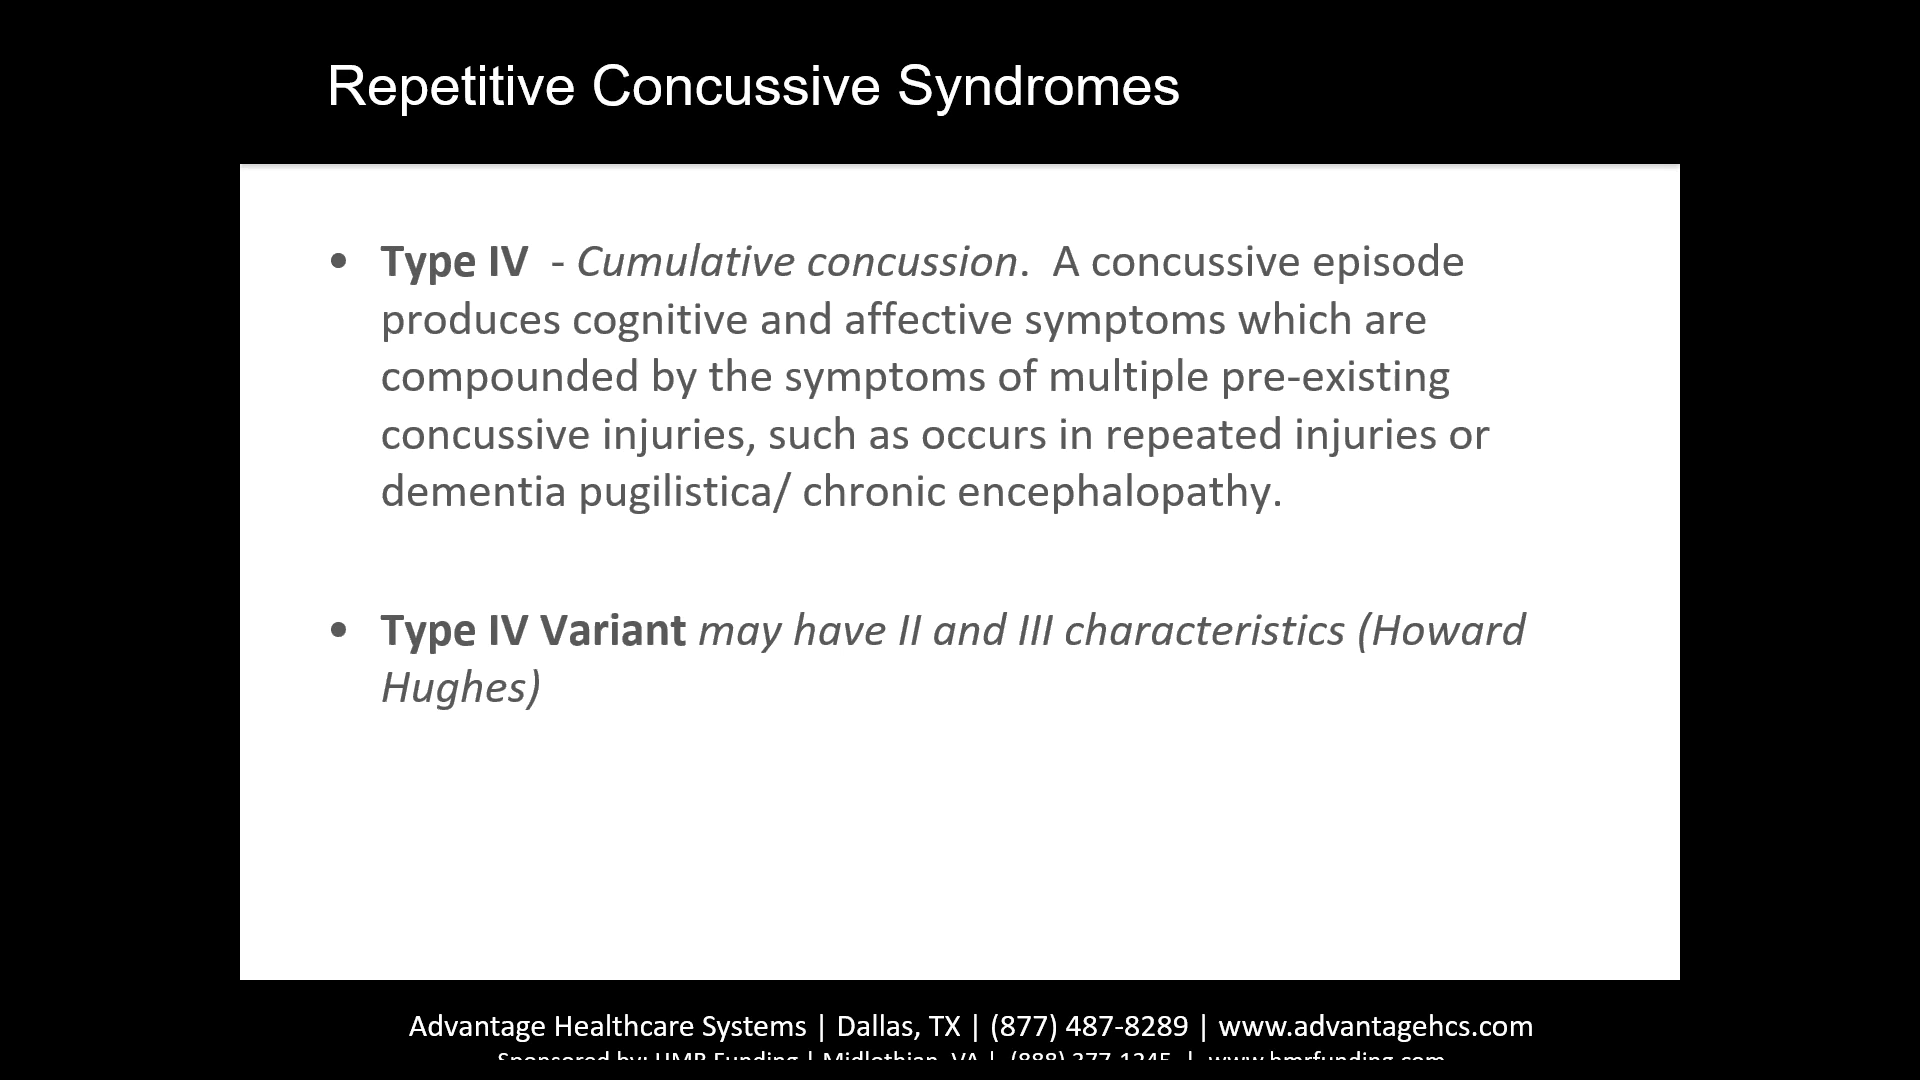 Repetitive Concussive Syndromes
• Type IV  - Cumulative concussion.  A concussive episode
produces cognitive and affective symptoms which are
compounded by the symptoms of multiple pre-existing
concussive injuries, such as occurs in repeated injuries or
dementia pugilistica/ chronic encephalopathy.
• Type IV Variant may have II and III characteristics (Howard
Hughes)
Advantage Healthcare Systems | Dallas, TX | (877) 487-8289 | www.advantagehcs.com
Sponsored by: HMR Funding | Midlothian, VA | (888) 377-1245 | www.hmrfunding.com